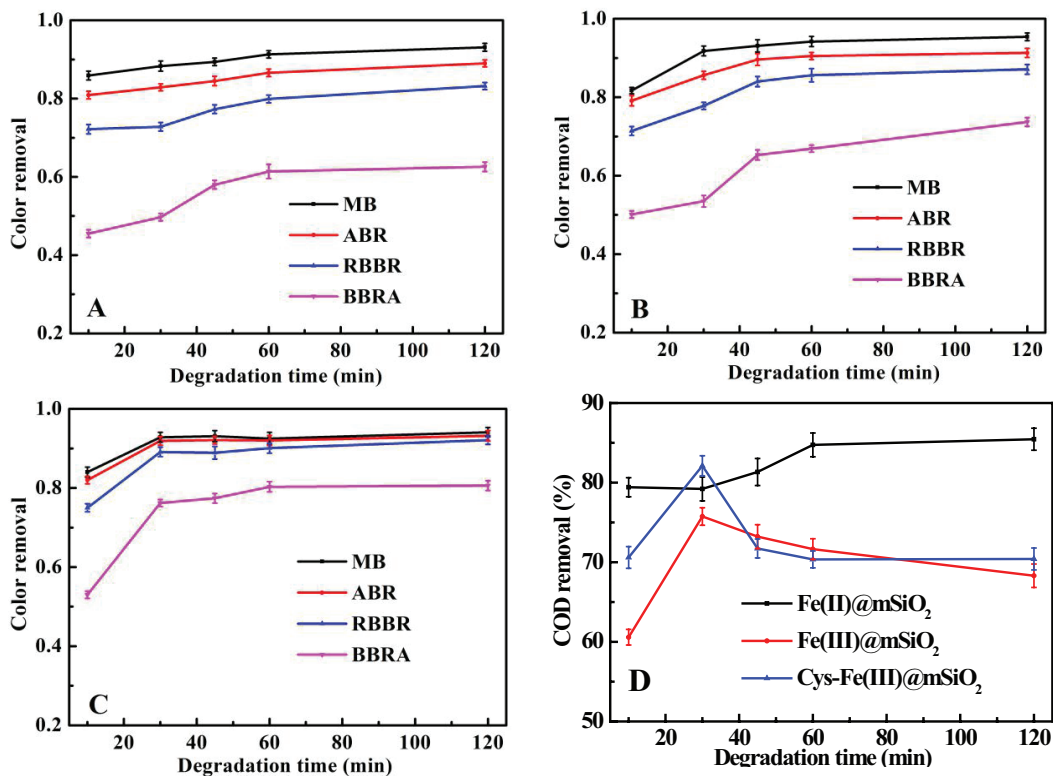 1.0
0.8
0.6
0.4
0.2
Color removal
MB
ABR
RBBR
BBRA
A
20 40 60 80 100 120
Degradation time (min)
1.0
0.8
0.6
0.4
0.2
Color removal
MB
ABR
RBBR
BBRA
B
20 40 60 80 100 120
Degradation time (min)
1.0
0.8
0.6
0.4
0.2
Color removal
MB
ABR
RBBR
BBRA
C
20 40 60 80 100 120
Degradation time (min)
90
80
70
60
50
COD removal (%)
Fe(II)@mSiO₂
Fe(III)@mSiO₂
Cys-Fe(III)@mSiO₂
D
20 40 60 80 100 120
Degradation time (min)